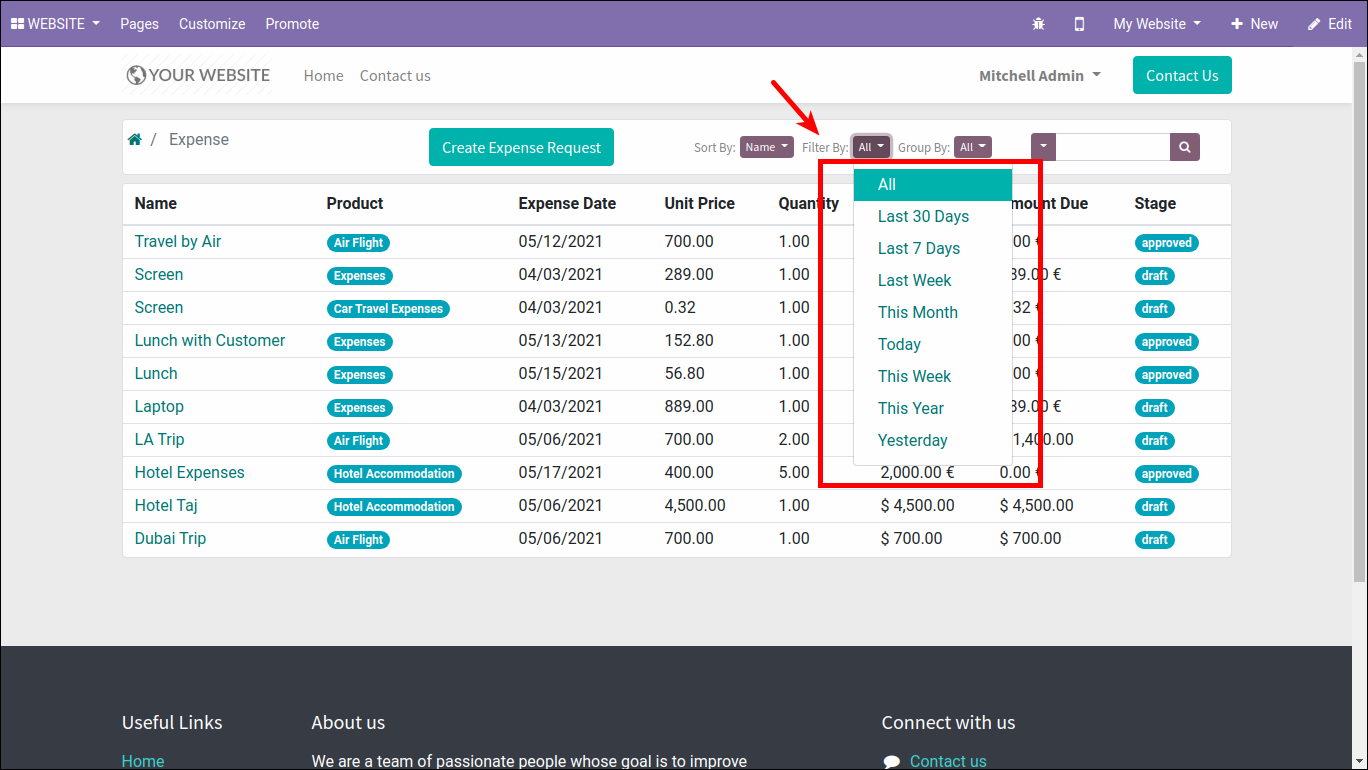 WEBSITE Pages Customize Promote My Website New Edit
YOUR WEBSITE Home Contact us Mitchell Admin Contact Us
/ Expense Create Expense Request Sort By: Name Filter By: All Group By: All
Name Product Expense Date Unit Price Quantity All mount Due Stage
Last 30 Days
Travel by Air Air Flight 05/12/2021 700.00 1.00 Last 7 Days 00 € approved
Screen Expenses 04/03/2021 289.00 1.00 Last Week 89.00 € draft
Screen Car Travel Expenses 04/03/2021 0.32 1.00 This Month 32 € draft
Lunch with Customer Expenses 05/13/2021 152.80 1.00 Today 00 € approved
Lunch Expenses 05/15/2021 56.80 1.00 This Week 00 € approved
Laptop Expenses 04/03/2021 889.00 1.00 This Year 89.00 € draft
LA Trip Air Flight 05/06/2021 700.00 2.00 Yesterday 1,400.00 draft
Hotel Expenses Hotel Accommodation 05/17/2021 400.00 5.00 2,000.00 € 0.00 € approved
Hotel Taj Hotel Accommodation 05/06/2021 4,500.00 1.00 $ 4,500.00 $ 4,500.00 draft
Dubai Trip Air Flight 05/06/2021 700.00 1.00 $ 700.00 $ 700.00 draft
Useful Links About us Connect with us
Home We are a team of passionate people whose goal is to improve Contact us